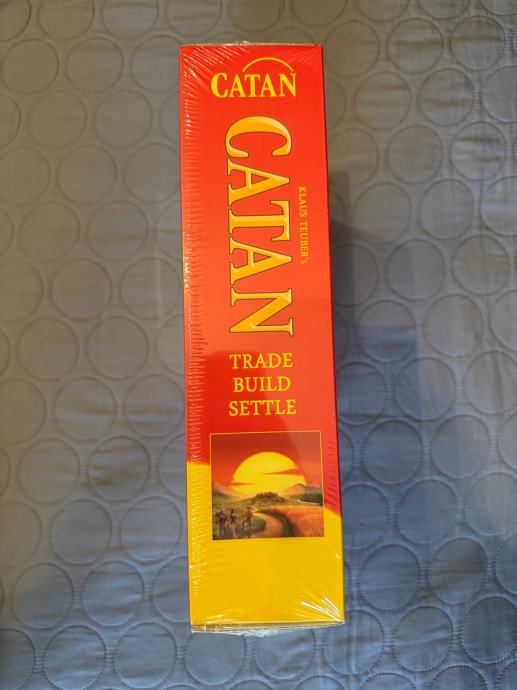 CATAN
KLAUS TEUBER's
CATAN
TRADE
BUILD
SETTLE